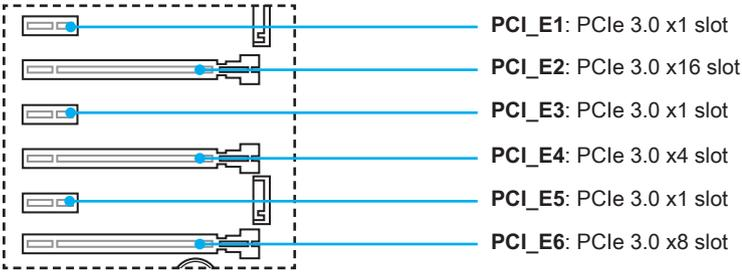 PCI_E1: PCIe 3.0 x1 slot
PCI_E2: PCIe 3.0 x16 slot
PCI_E3: PCIe 3.0 x1 slot
PCI_E4: PCIe 3.0 x4 slot
PCI_E5: PCIe 3.0 x1 slot
PCI_E6: PCIe 3.0 x8 slot